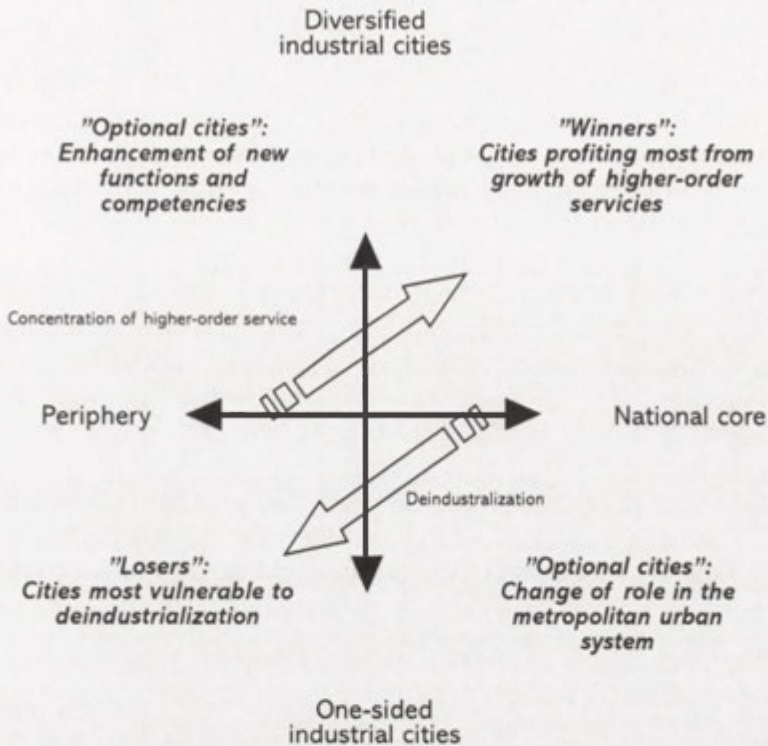 Diversified
industrial cities
"Optional cities":
Enhancement of new
functions and
competencies
"Winners":
Cities profiting most from
growth of higher-order
servicies
Concentration of higher-order service
Periphery
National core
Deindustralization
"Losers":
Cities most vulnerable to
deindustrialization
"Optional cities":
Change of role in the
metropolitan urban
system
One-sided
industrial cities